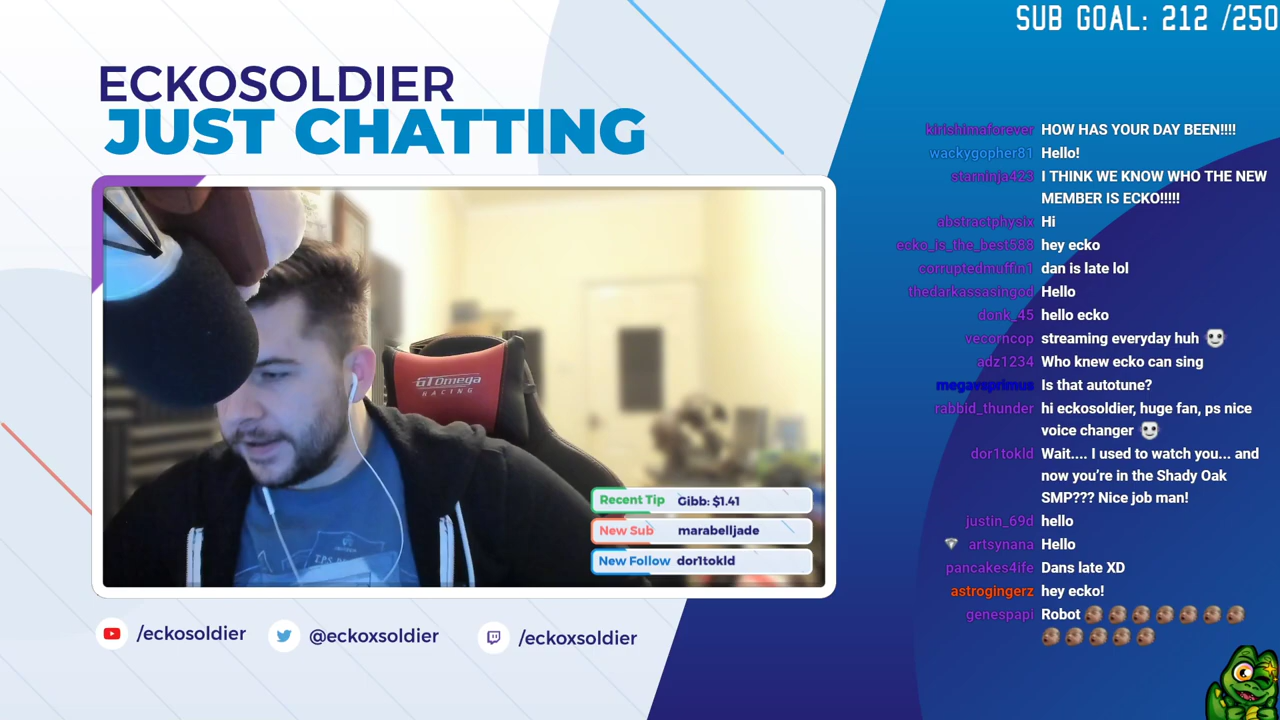 SUB GOAL: 212 /250
ECKOSOLDIER
JUST CHATTING
GTOmega
RACING
Recent Tip Gibb: $1.41
New Sub marabelljade
New Follow dor1tokld
/eckosoldier @eckoxsoldier /eckoxsoldier
kirishimaforever HOW HAS YOUR DAY BEEN!!!!
wackygopher81 Hello!
starninja423 I THINK WE KNOW WHO THE NEW
MEMBER IS ECKO!!!!!
abstractphysix Hi
ecko_is_the_best588 hey ecko
corruptedmuffin1 dan is late lol
thedarkassasingod Hello
donk_45 hello ecko
vecorncop streaming everyday huh
adz1234 Who knew ecko can sing
megavsprimus Is that autotune?
rabbid_thunder hi eckosoldier, huge fan, ps nice
voice changer
dor1tokld Wait.... I used to watch you... and
now you're in the Shady Oak
SMP??? Nice job man!
justin_69d hello
artsynana Hello
pancakes4ife Dans late XD
astrogingerz hey ecko!
genespapi Robot